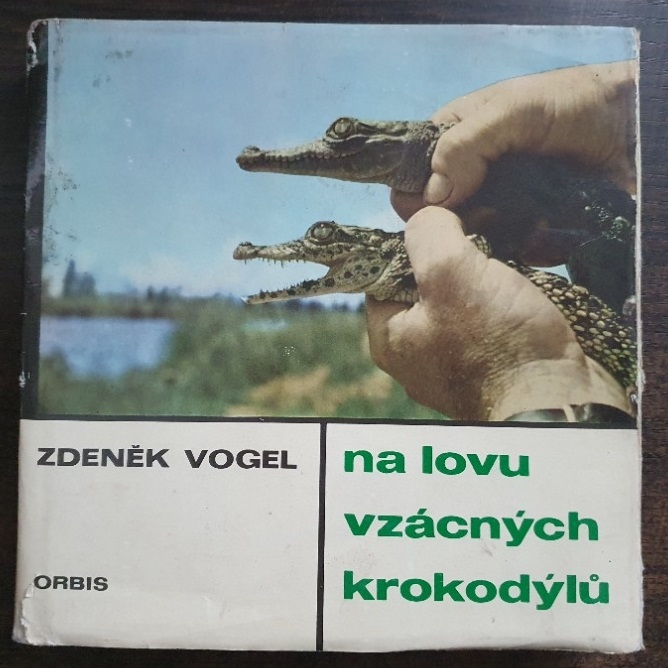 ZDENĚK VOGEL
ORBIS
na lovu
vzácných
krokodýlů